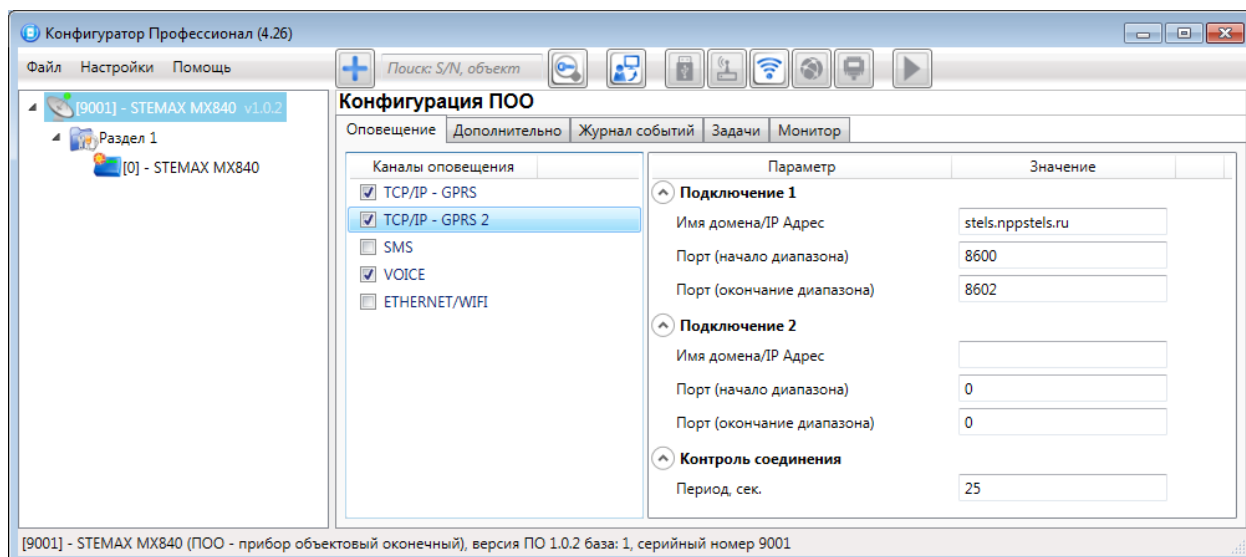 Конфигуратор Профессионал (4.26)
Файл Настройки Помощь Поиск: S/N, объект
[9001] - STEMAX MX840 v1.0.2
Раздел 1
[0] - STEMAX MX840
Конфигурация ПОО
Оповещение Дополнительно Журнал событий Задачи Монитор
Каналы оповещения
TCP/IP - GPRS
TCP/IP - GPRS 2
SMS
VOICE
ETHERNET/WIFI
Параметр Значение
Подключение 1
Имя домена/IP Адрес stels.nppstels.ru
Порт (начало диапазона) 8600
Порт (окончание диапазона) 8602
Подключение 2
Имя домена/IP Адрес
Порт (начало диапазона) 0
Порт (окончание диапазона) 0
Контроль соединения
Период, сек. 25
[9001] - STEMAX MX840 (ПОО - прибор объектовый оконечный), версия ПО 1.0.2 база: 1, серийный номер 9001